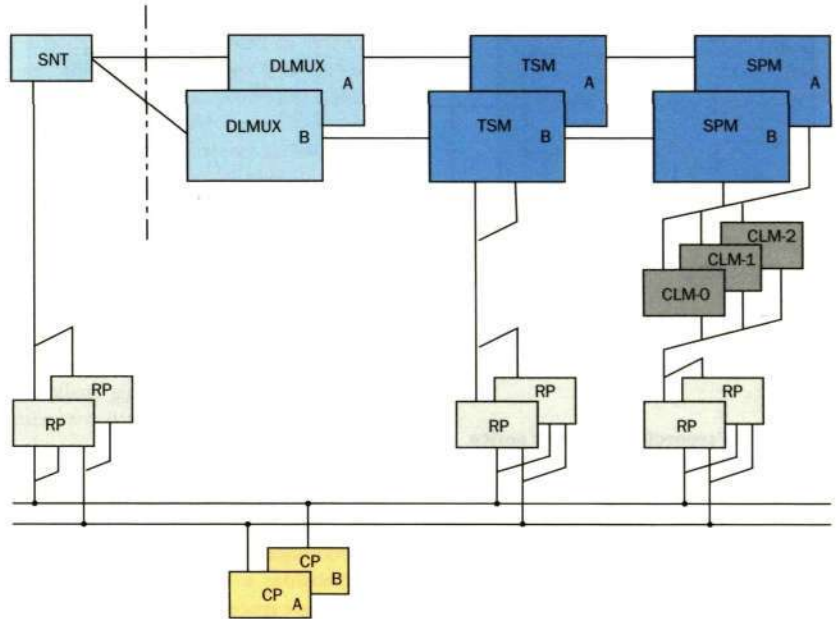 SNT
DLMUX
A
DLMUX
B
TSM
A
TSM
B
SPM
A
SPM
B
CLM-2
CLM-1
CLM-0
RP
RP
RP
RP
RP
RP
CP
B
CP
A